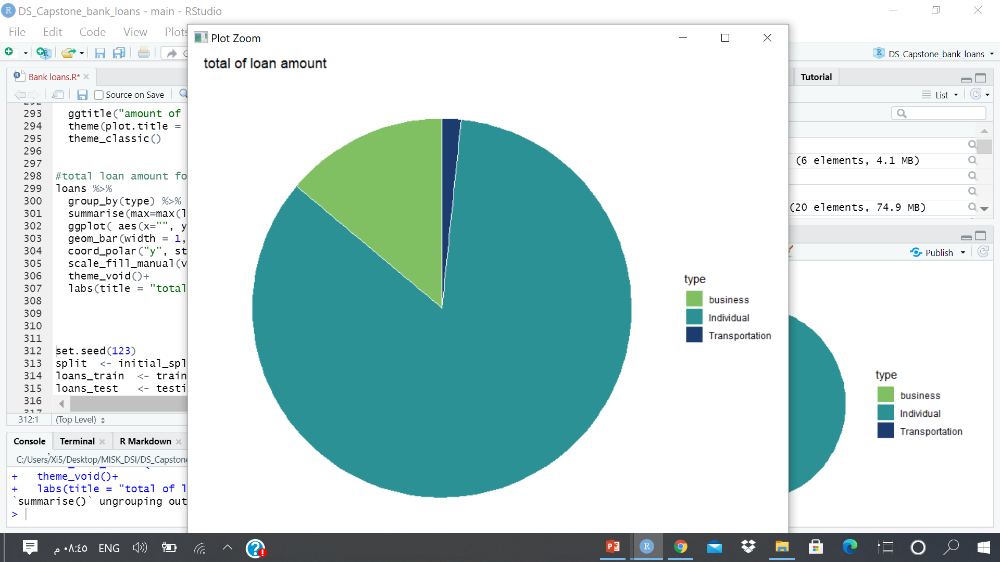 DS_Capstone_bank_loans - main - RStudio
File Edit Code View Plots
DS_Capstone_bank_loans
Bank loans.R*
Source on Save
293 ggtitle("amount of
294 theme(plot.title =
295 theme_classic()
296
297
298 #total loan amount fo
299 loans %>%
300 group_by(type) %>%
301 summarise(max=max(l
302 ggplot( aes(x="", y
303 geom_bar(width = 1,
304 coord_polar("y", st
305 scale_fill_manual(v
306 theme_void()+
307 labs(title = "total
308
309
310
311
312 set.seed(123)
313 split <- initial_spl
314 loans_train <- train
315 loans_test <- testi
316
312:1 (Top Level)
Console Terminal R Markdown
C:/Users/Xi5/Desktop/MISK_DSI/DS_Capstone
+ theme_void()+
+ labs(title = "total of l
`summarise()` ungrouping out
>
Plot Zoom
total of loan amount
type
business
Individual
Transportation
Tutorial
List
(6 elements, 4.1 MB)
(20 elements, 74.9 MB)
Publish
type
business
Individual
Transportation
٠٨:٤٥ م
ENG